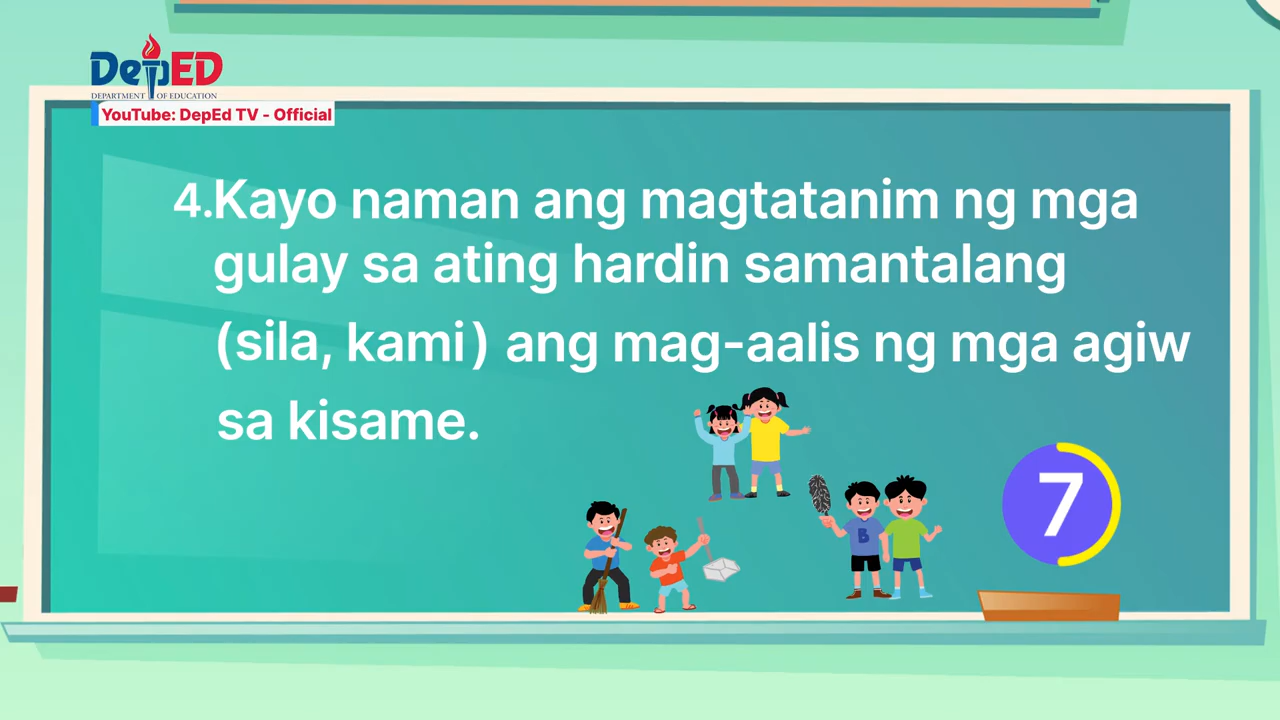 DepED
DEPARTMENT OF EDUCATION
YouTube: DepEd TV - Official
4.Kayo naman ang magtatanim ng mga
gulay sa ating hardin samantalang
(sila, kami) ang mag-aalis ng mga agiw
sa kisame.
B
7